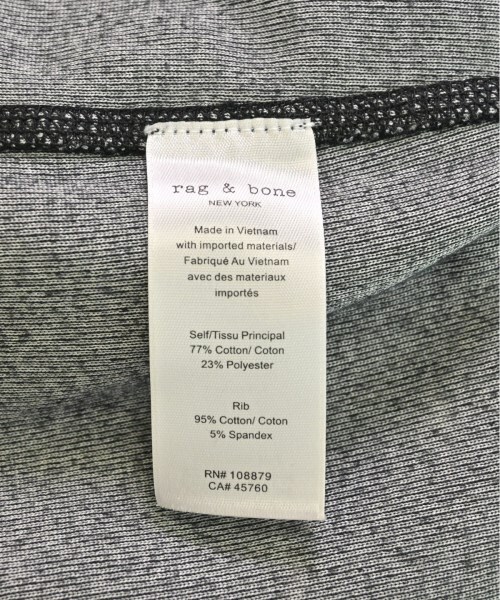 rag & bone
NEW YORK
Made in Vietnam
with imported materials/
Fabriqué Au Vietnam
avec des materiaux
importés
Self/Tissu Principal
77% Cotton/ Coton
23% Polyester
Rib
95% Cotton/ Coton
5% Spandex
RN# 108879
CA# 45760